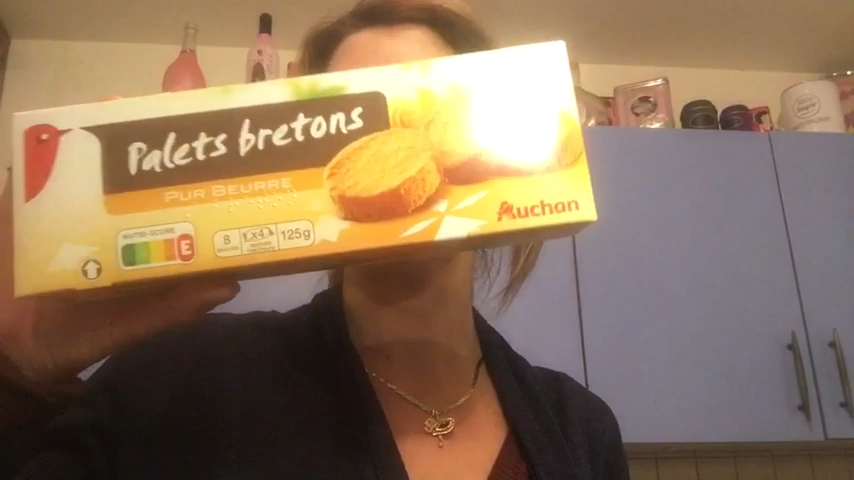 Palets bretons
PUR BEURRE
Auchan
NUTRI-SCORE
E
8
x4
125g